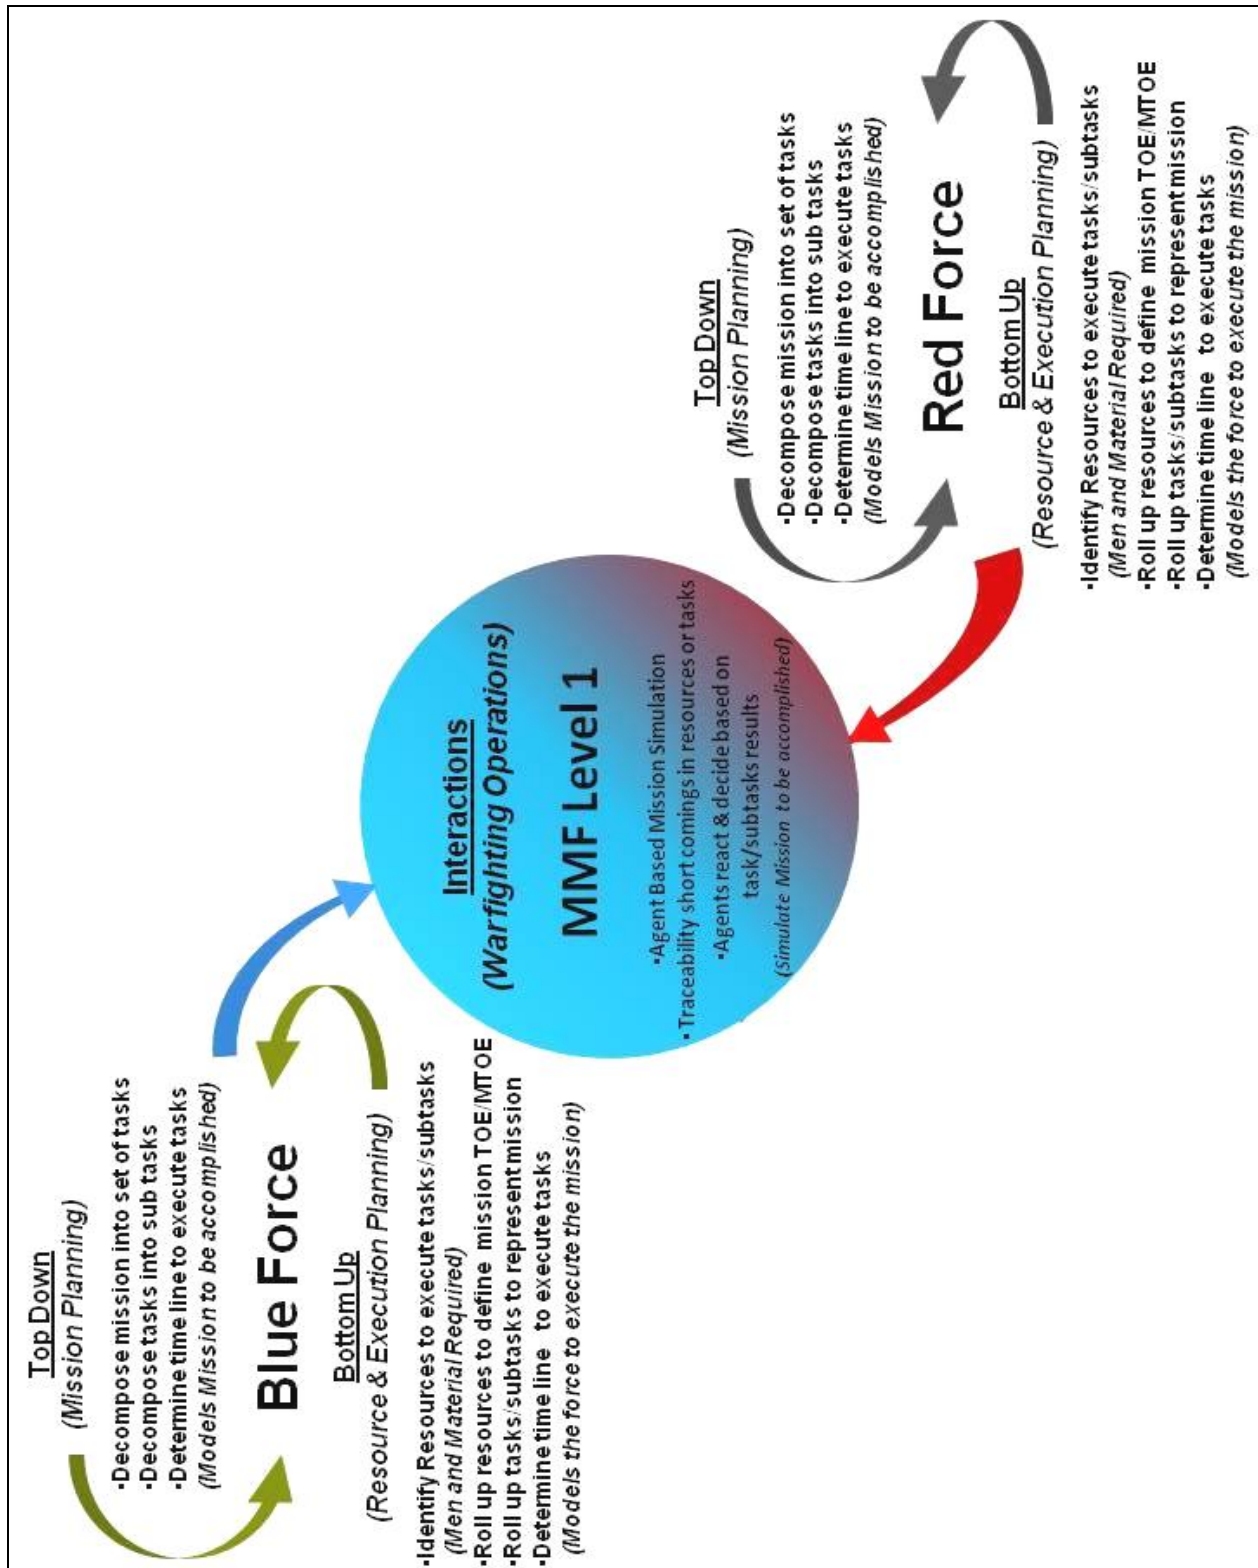 Top Down
(Mission Planning)
▪Decompose mission into set of tasks
▪Decompose tasks into sub tasks
▪Determine time line to execute tasks
(Models Mission to be accomplished)
Blue Force
Bottom Up
(Resource & Execution Planning)
▪Identify Resources to execute tasks/subtasks
(Men and Material Required)
▪Roll up resources to define mission TOE/MTOE
▪Roll up tasks/subtasks to represent mission
▪Determine time line to execute tasks
(Models the force to execute the mission)
Interactions
(Warfighting Operations)
MMF Level 1
▪Agent Based Mission Simulation
▪Traceability short comings in resources or tasks
▪Agents react & decide based on
task/subtasks results
(Simulate Mission to be accomplished)
Top Down
(Mission Planning)
▪Decompose mission into set of tasks
▪Decompose tasks into sub tasks
▪Determine time line to execute tasks
(Models Mission to be accomplished)
Red Force
Bottom Up
(Resource & Execution Planning)
▪Identify Resources to execute tasks/subtasks
(Men and Material Required)
▪Roll up resources to define mission TOE/MTOE
▪Roll up tasks/subtasks to represent mission
▪Determine time line to execute tasks
(Models the force to execute the mission)